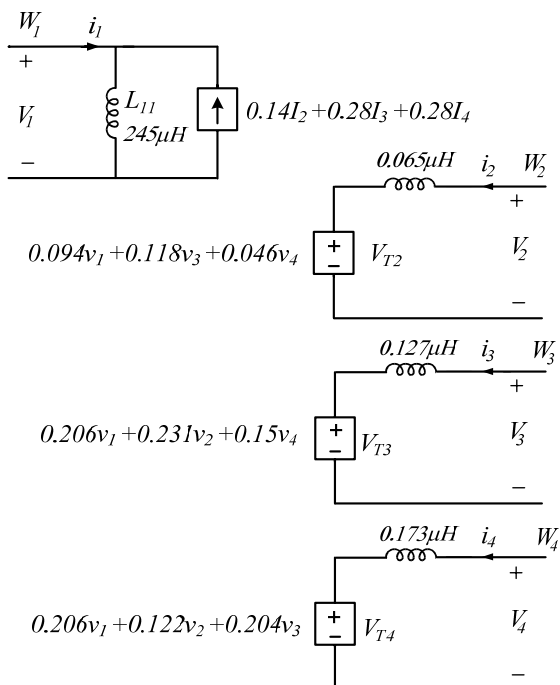 W1 i1
+
V1
−
L11
245μH
0.14I2+0.28I3+0.28I4
0.065μH i2 W2
+
0.094v1+0.118v3+0.046v4
+
−
VT2
V2
−
0.127μH i3 W3
+
0.206v1+0.231v2+0.15v4
+
−
VT3
V3
−
0.173μH i4 W4
+
0.206v1+0.122v2+0.204v3
+
−
VT4
V4
−